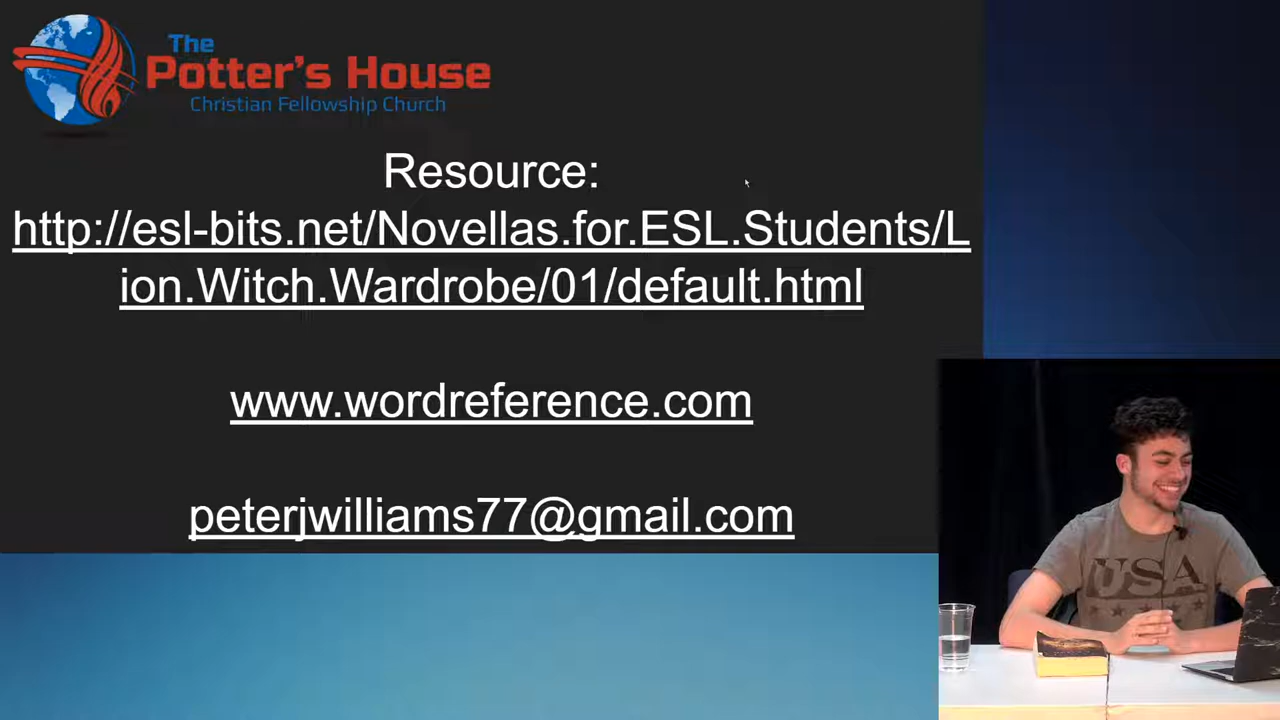 The
Potter's House
Christian Fellowship Church
Resource:
http://esl-bits.net/Novellas.for.ESL.Students/L
ion.Witch.Wardrobe/01/default.html
www.wordreference.com
peterjwilliams77@gmail.com
USA